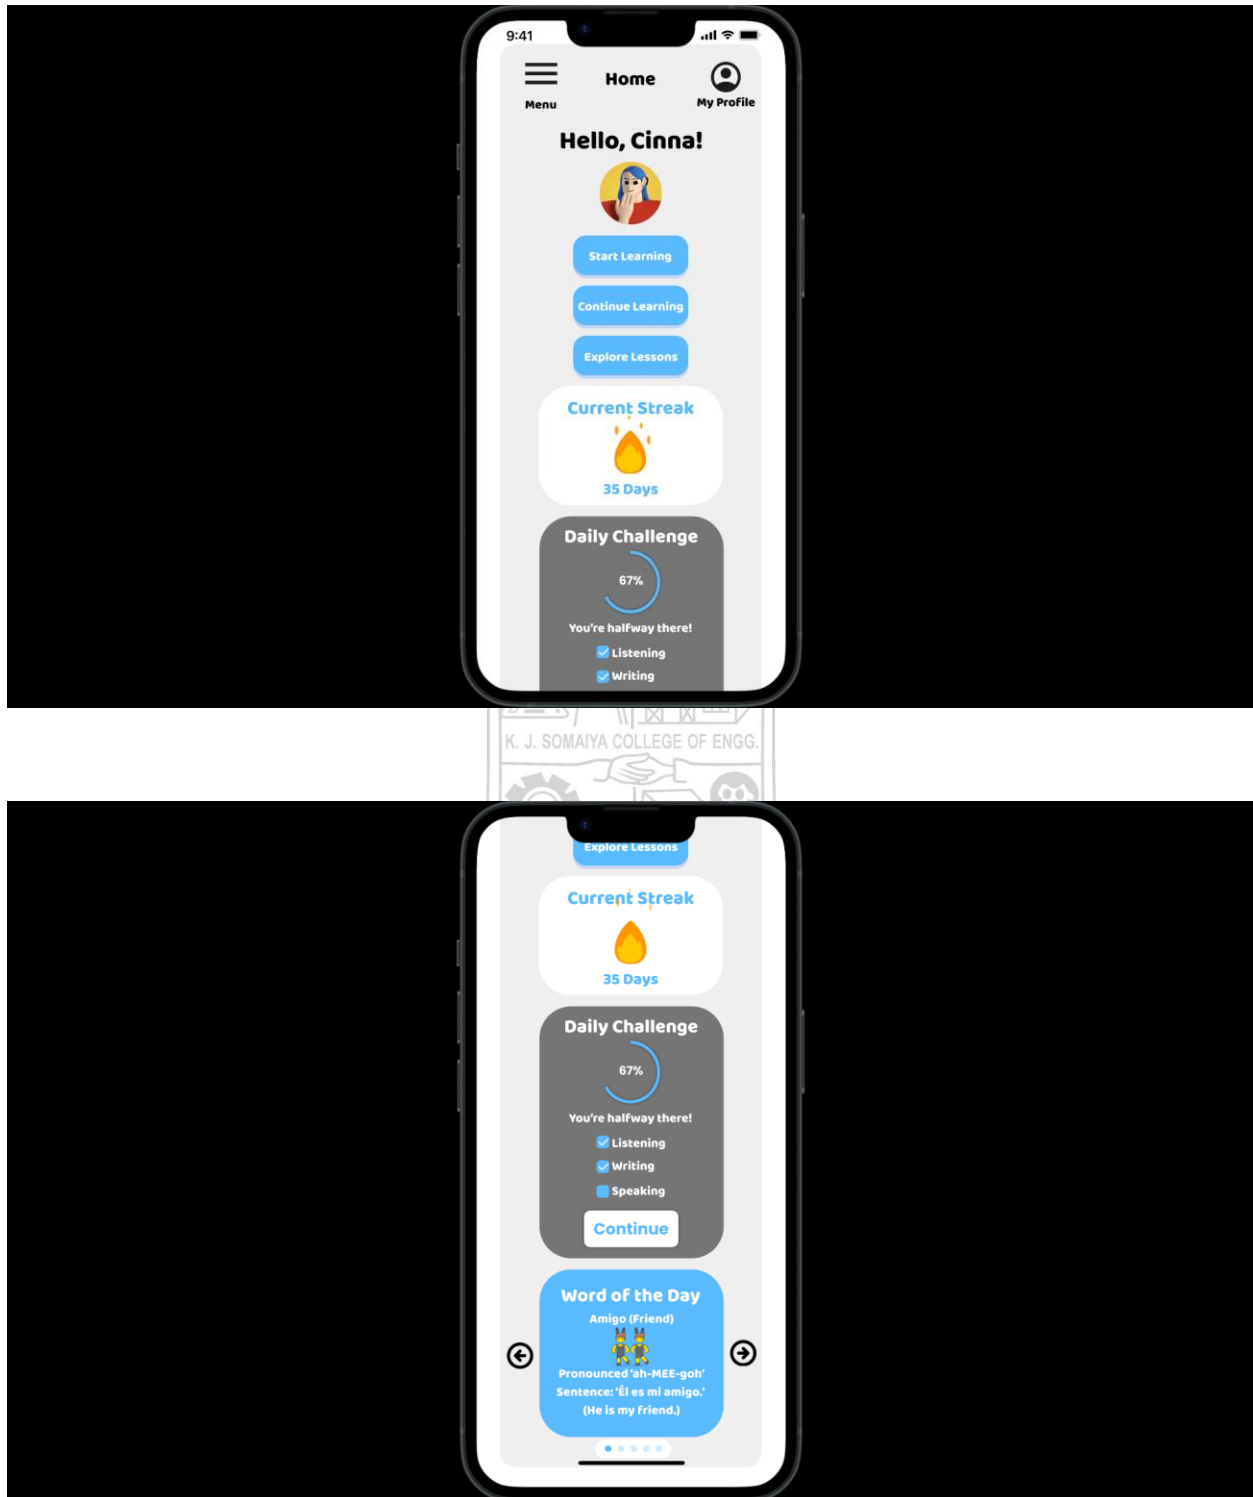 9:41
Home
Menu
My Profile
Hello, Cinna!
Start Learning
Continue Learning
Explore Lessons
Current Streak
35 Days
Daily Challenge
67%
You're halfway there!
Listening
Writing
K. J. SOMAIYA COLLEGE OF ENGG.
Explore Lessons
Current Streak
35 Days
Daily Challenge
67%
You're halfway there!
Listening
Writing
Speaking
Continue
Word of the Day
Amigo (Friend)
Pronounced 'ah-MEE-goh'
Sentence: 'Él es mi amigo.'
(He is my friend.)